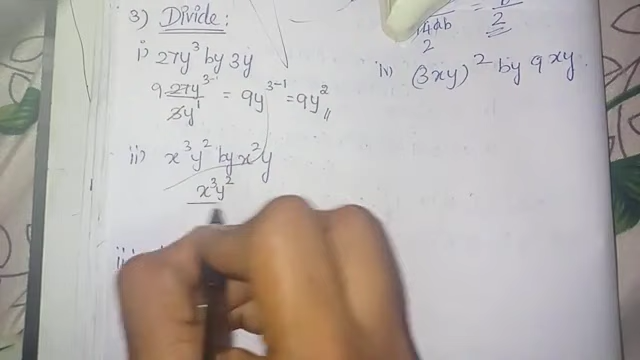 3) Divide:
i) 27y³ by 3y
9 27y³⁻¹ / 3y¹ = 9y³⁻¹ = 9y²
ii) x³y² by x²y
x³y²
2
2
iv) (3xy)² by 9xy.